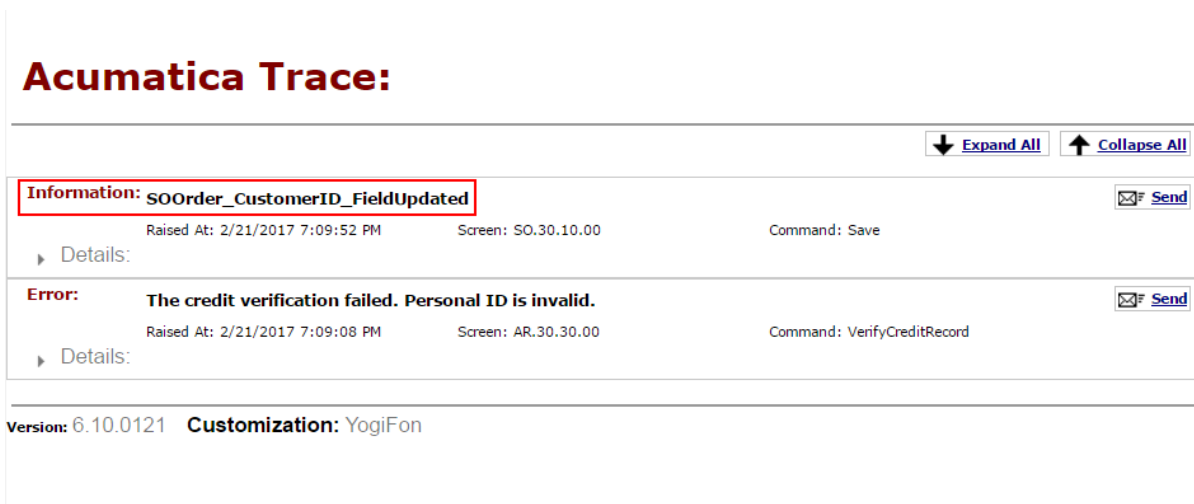 Acumatica Trace:
Expand All Collapse All
Information: SOOrder_CustomerID_FieldUpdated Send
Raised At: 2/21/2017 7:09:52 PM Screen: SO.30.10.00 Command: Save
Details:
Error: The credit verification failed. Personal ID is invalid. Send
Raised At: 2/21/2017 7:09:08 PM Screen: AR.30.30.00 Command: VerifyCreditRecord
Details:
Version: 6.10.0121 Customization: YogiFon